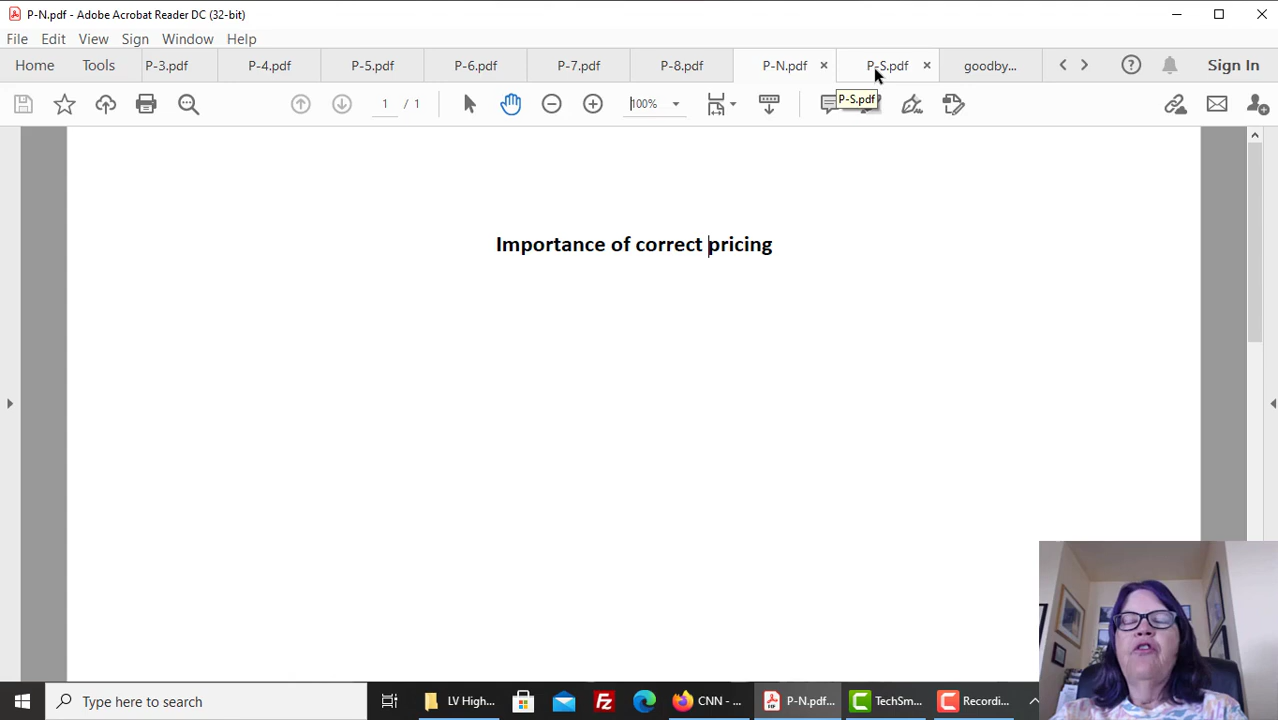 P-N.pdf - Adobe Acrobat Reader DC (32-bit)
File Edit View Sign Window Help
Home Tools P-3.pdf P-4.pdf P-5.pdf P-6.pdf P-7.pdf P-8.pdf P-N.pdf P-S.pdf goodby... Sign In
1 / 1 100% P-S.pdf
Importance of correct pricing
Type here to search LV High... CNN - ... P-N.pdf... TechSm... Recordi...